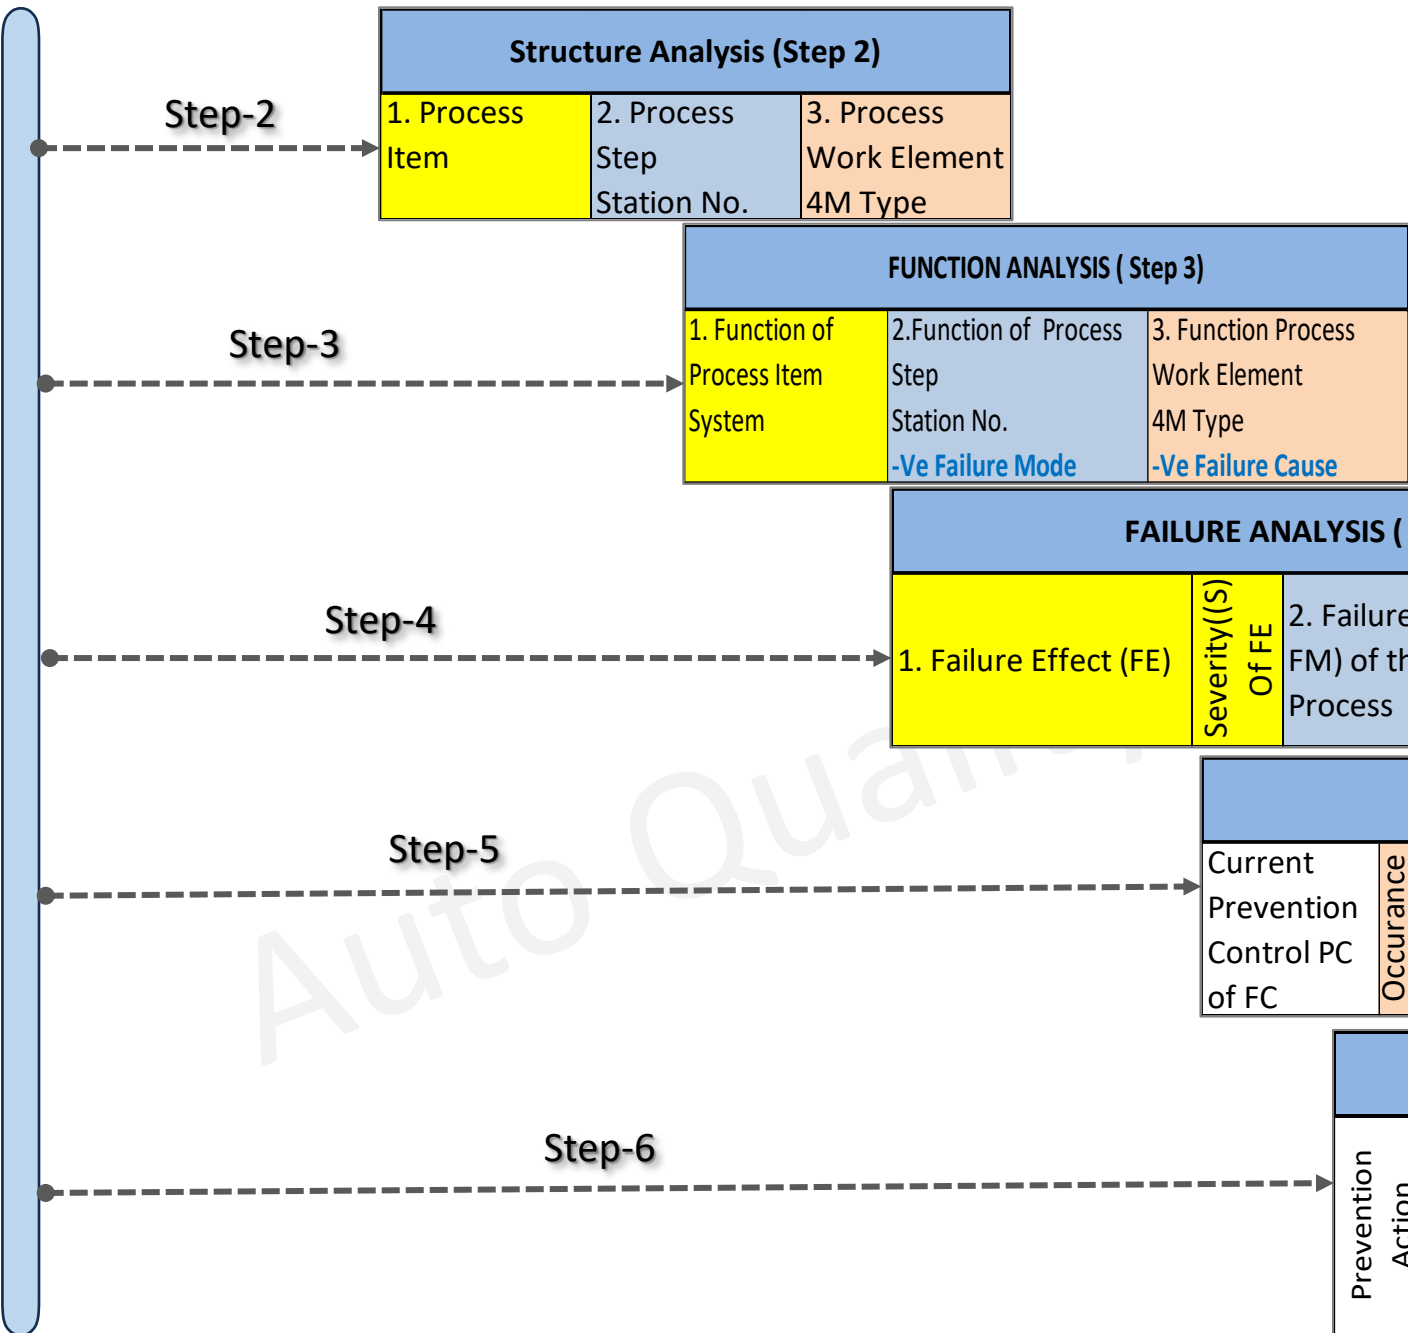 Structure Analysis (Step 2)
Step-2
1. Process
Item
2. Process
Step
Station No.
3. Process
Work Element
4M Type
FUNCTION ANALYSIS ( Step 3)
Step-3
1. Function of
Process Item
System
2.Function of Process
Step
Station No.
-Ve Failure Mode
3. Function Process
Work Element
4M Type
-Ve Failure Cause
FAILURE ANALYSIS (
Step-4
1. Failure Effect (FE)
Severity((S)
Of FE
2. Failure
FM) of th
Process
Step-5
Current
Prevention
Control PC
of FC
Occurance
Step-6
Prevention
Action
Auto Quality